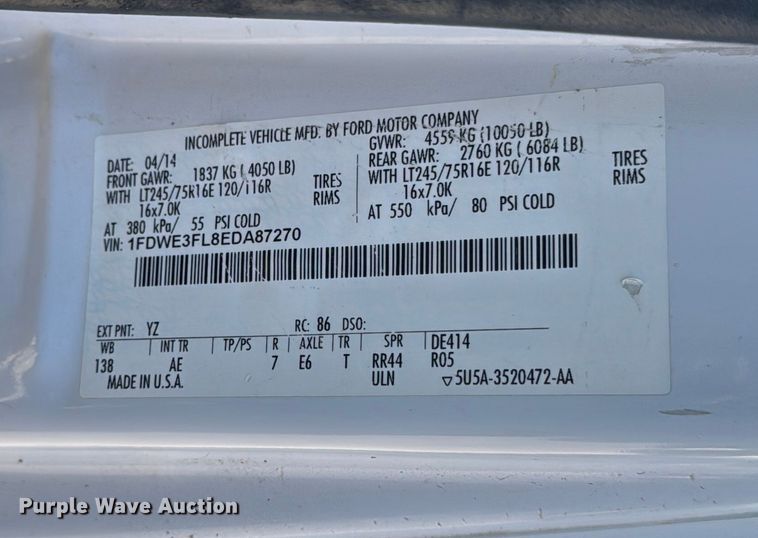 INCOMPLETE VEHICLE MFD. BY FORD MOTOR COMPANY
DATE: 04/14 GVWR: 4559 KG (10050 LB)
FRONT GAWR: 1837 KG ( 4050 LB) REAR GAWR: 2760 KG ( 6084 LB)
WITH LT245/75R16E 120/116R TIRES WITH LT245/75R16E 120/116R TIRES
16x7.0K RIMS 16x7.0K RIMS
AT 380 kPa/ 55 PSI COLD AT 550 kPa/ 80 PSI COLD
VIN: 1FDWE3FL8EDA87270
EXT PNT: YZ RC: 86 DSO:
WB INT TR TP/PS R AXLE TR SPR DE414
138 AE 7 E6 T RR44 R05
MADE IN U.S.A. ULN ▽5U5A-3520472-AA
Purple Wave Auction